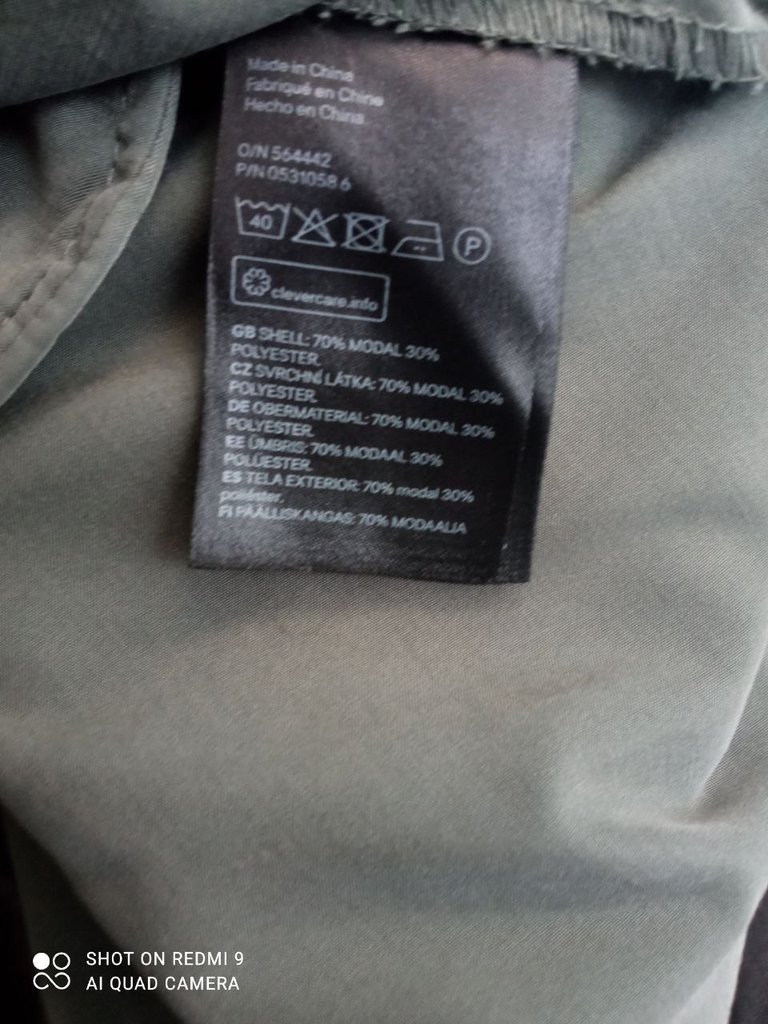 Made in China
Fabriqué en Chine
Hecho en China
O/N 564442
P/N 0531058 6
40
P
clevercare.info
GB SHELL: 70% MODAL 30%
POLYESTER.
CZ SVRCHNÍ LÁTKA: 70% MODAL 30%
POLYESTER.
DE OBERMATERIAL: 70% MODAL 30%
POLYESTER.
EE ÜMBRIS: 70% MODAAL 30%
POLÜESTER.
ES TELA EXTERIOR: 70% modal 30%
poliéster.
FI PÄÄLLISKANGAS: 70% MODAALIA
SHOT ON REDMI 9
AI QUAD CAMERA